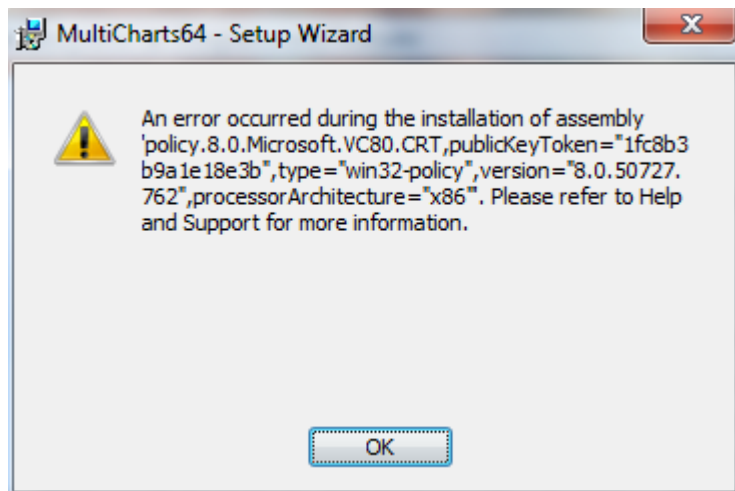 MultiCharts64 - Setup Wizard
An error occurred during the installation of assembly
'policy.8.0.Microsoft.VC80.CRT,publicKeyToken="1fc8b3
b9a1e18e3b",type="win32-policy",version="8.0.50727.
762",processorArchitecture="x86"'. Please refer to Help
and Support for more information.
OK